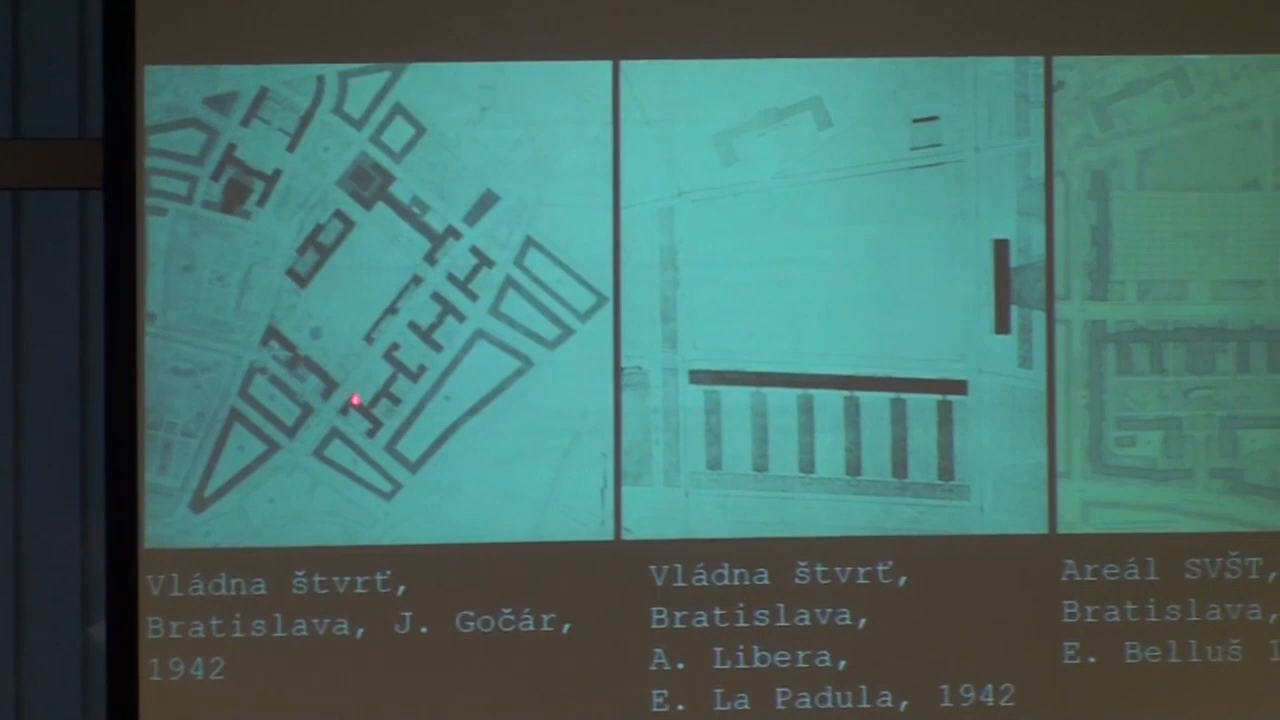 Vládna štvrť,
Bratislava, J. Gočár,
1942
Vládna štvrť,
Bratislava,
A. Libera,
E. La Padula, 1942
Areál SVŠT,
Bratislava,
E. Belluš